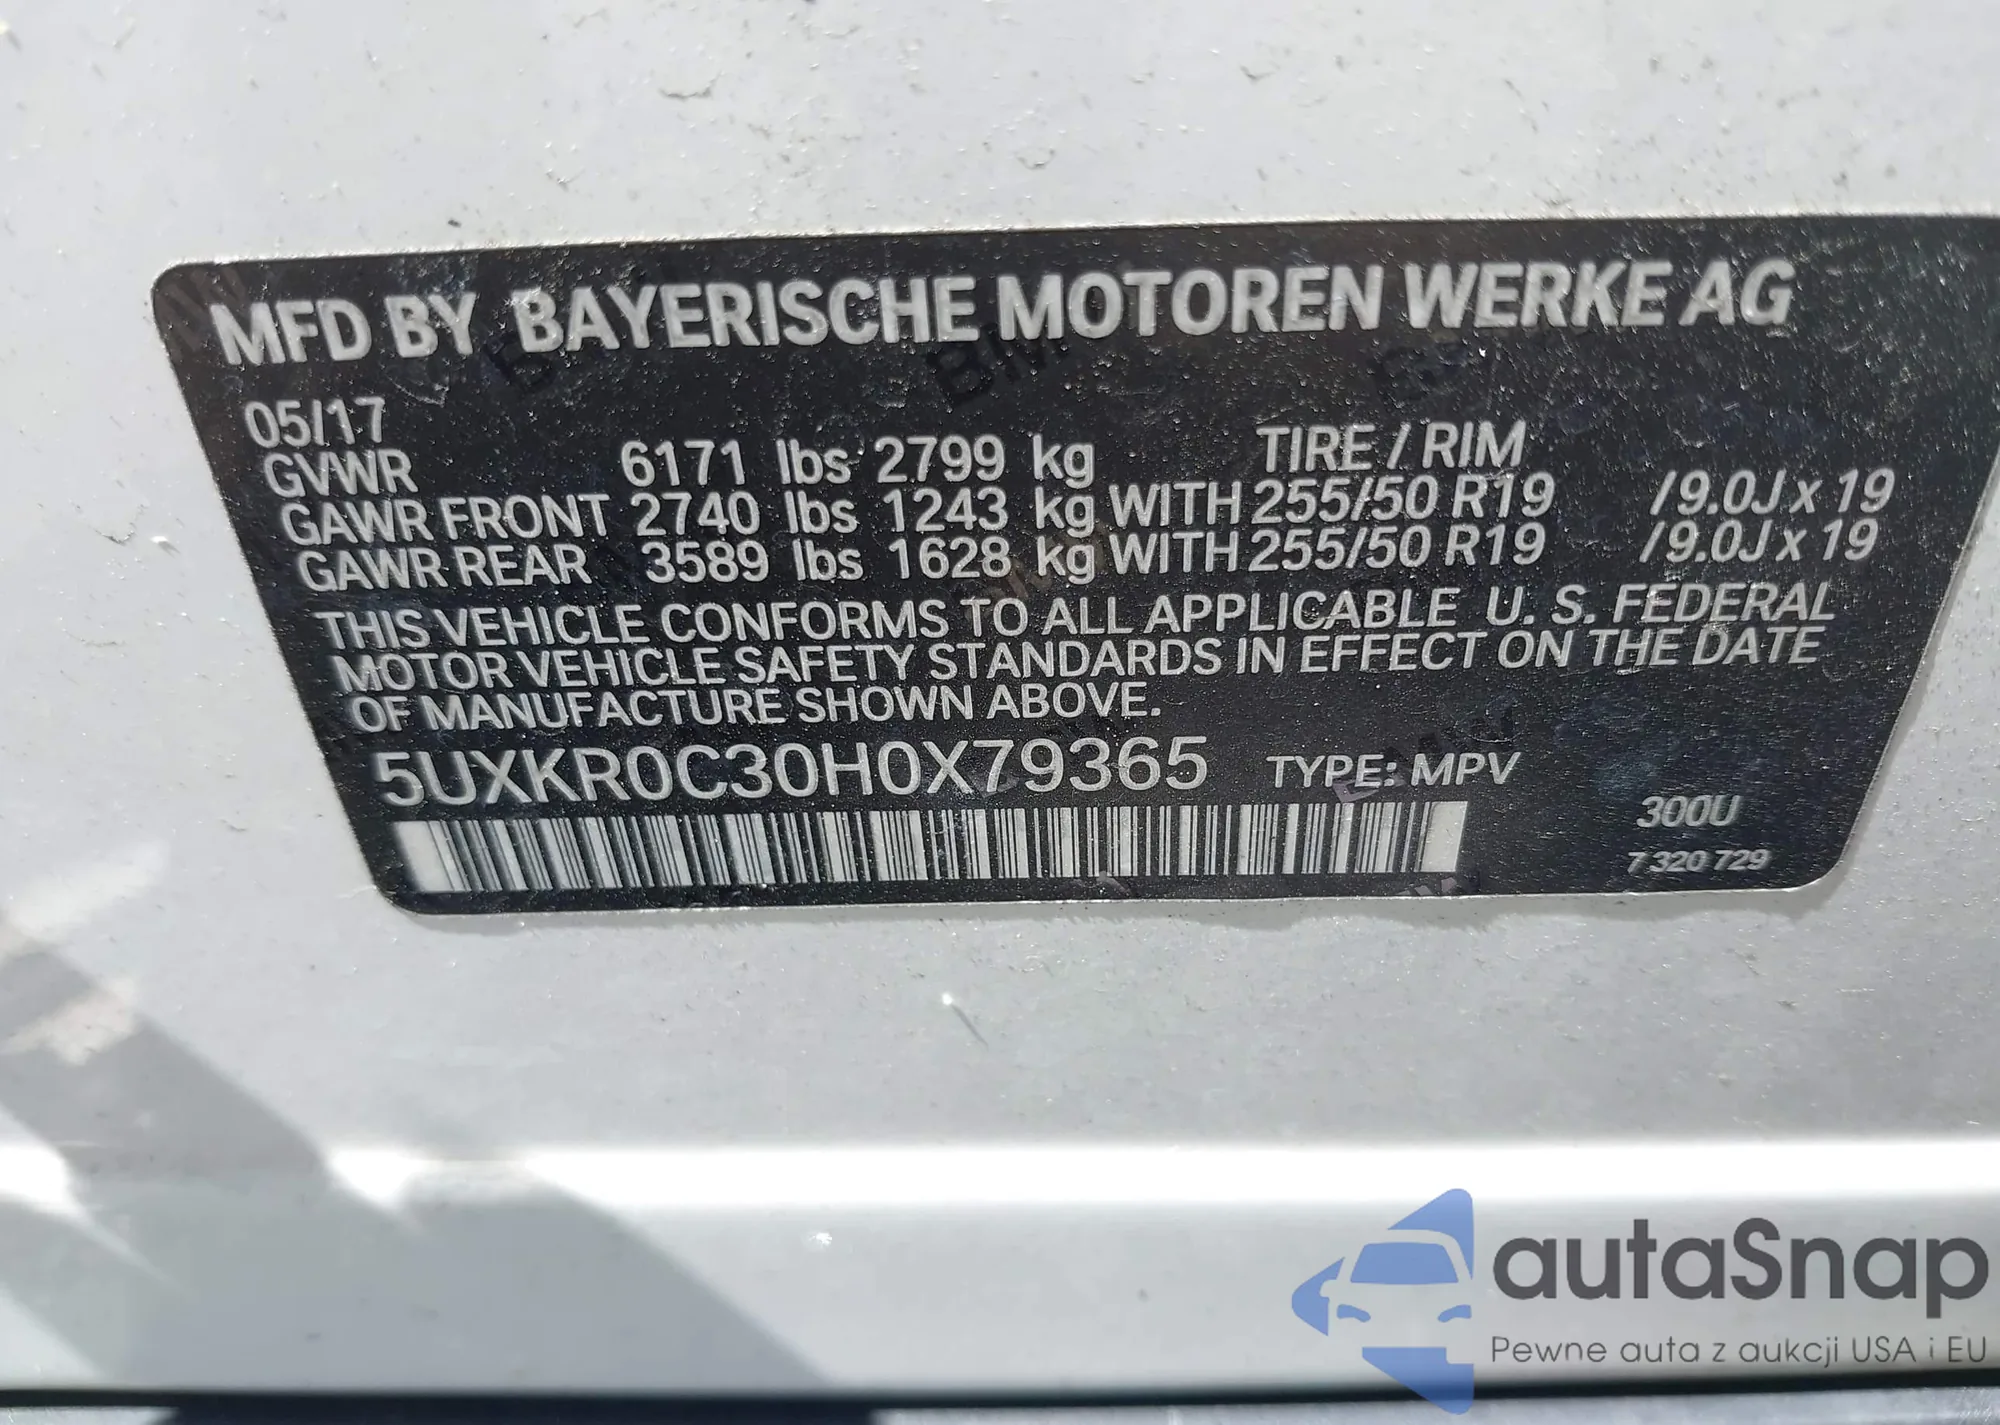 MFD BY BAYERISCHE MOTOREN WERKE AG
05/17
GVWR 6171 lbs 2799 kg TIRE / RIM
GAWR FRONT 2740 lbs 1243 kg WITH 255/50 R19 /9.0J x 19
GAWR REAR 3589 lbs 1628 kg WITH 255/50 R19 /9.0J x 19
THIS VEHICLE CONFORMS TO ALL APPLICABLE U. S. FEDERAL
MOTOR VEHICLE SAFETY STANDARDS IN EFFECT ON THE DATE
OF MANUFACTURE SHOWN ABOVE.
5UXKR0C30H0X79365 TYPE: MPV
300U
7 320 729
autaSnap
Pewne auta z aukcji USA i EU